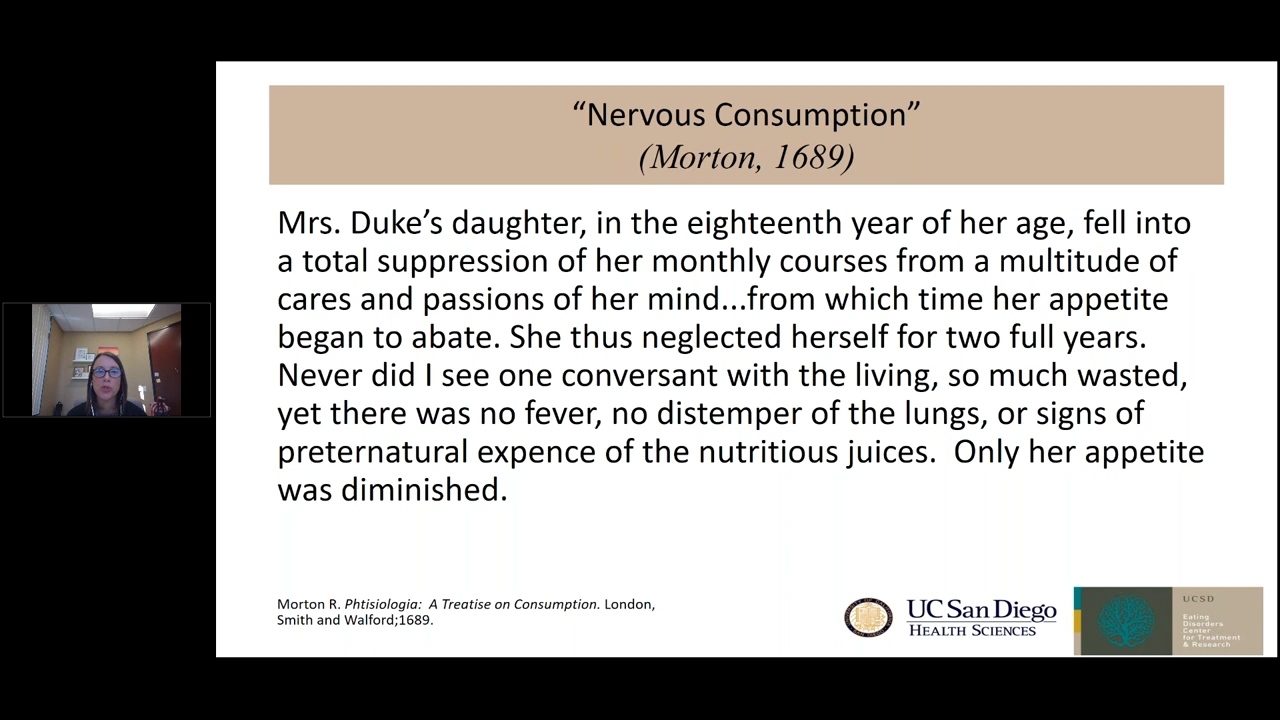 “Nervous Consumption”
(Morton, 1689)
Mrs. Duke’s daughter, in the eighteenth year of her age, fell into
a total suppression of her monthly courses from a multitude of
cares and passions of her mind...from which time her appetite
began to abate. She thus neglected herself for two full years.
Never did I see one conversant with the living, so much wasted,
yet there was no fever, no distemper of the lungs, or signs of
preternatural expence of the nutritious juices.  Only her appetite
was diminished.
Morton R. Phtisiologia:  A Treatise on Consumption. London,
Smith and Walford;1689.
UC San Diego
HEALTH SCIENCES
UCSD
Eating
Disorders
Center
for Treatment
& Research